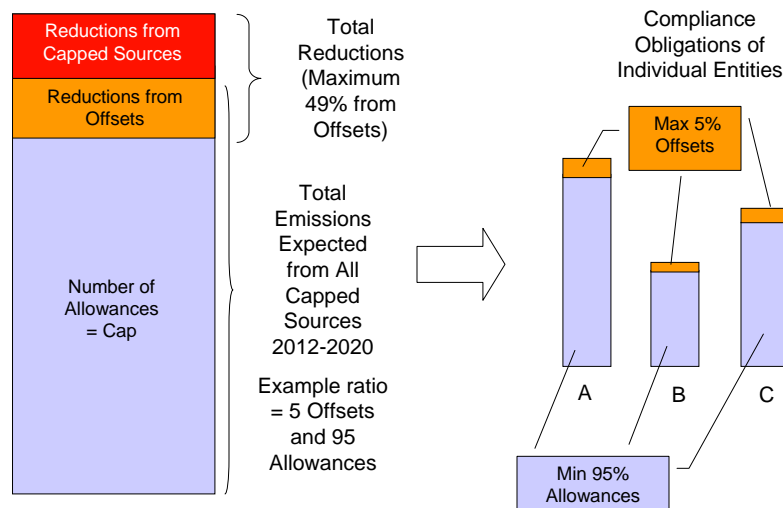 Reductions from
Capped Sources
Reductions from
Offsets
Number of
Allowances
= Cap
Total
Reductions
(Maximum
49% from
Offsets)
Total
Emissions
Expected
from All
Capped
Sources
2012-2020
Example ratio
= 5 Offsets
and 95
Allowances
Compliance
Obligations of
Individual Entities
Max 5%
Offsets
A
B
C
Min 95%
Allowances